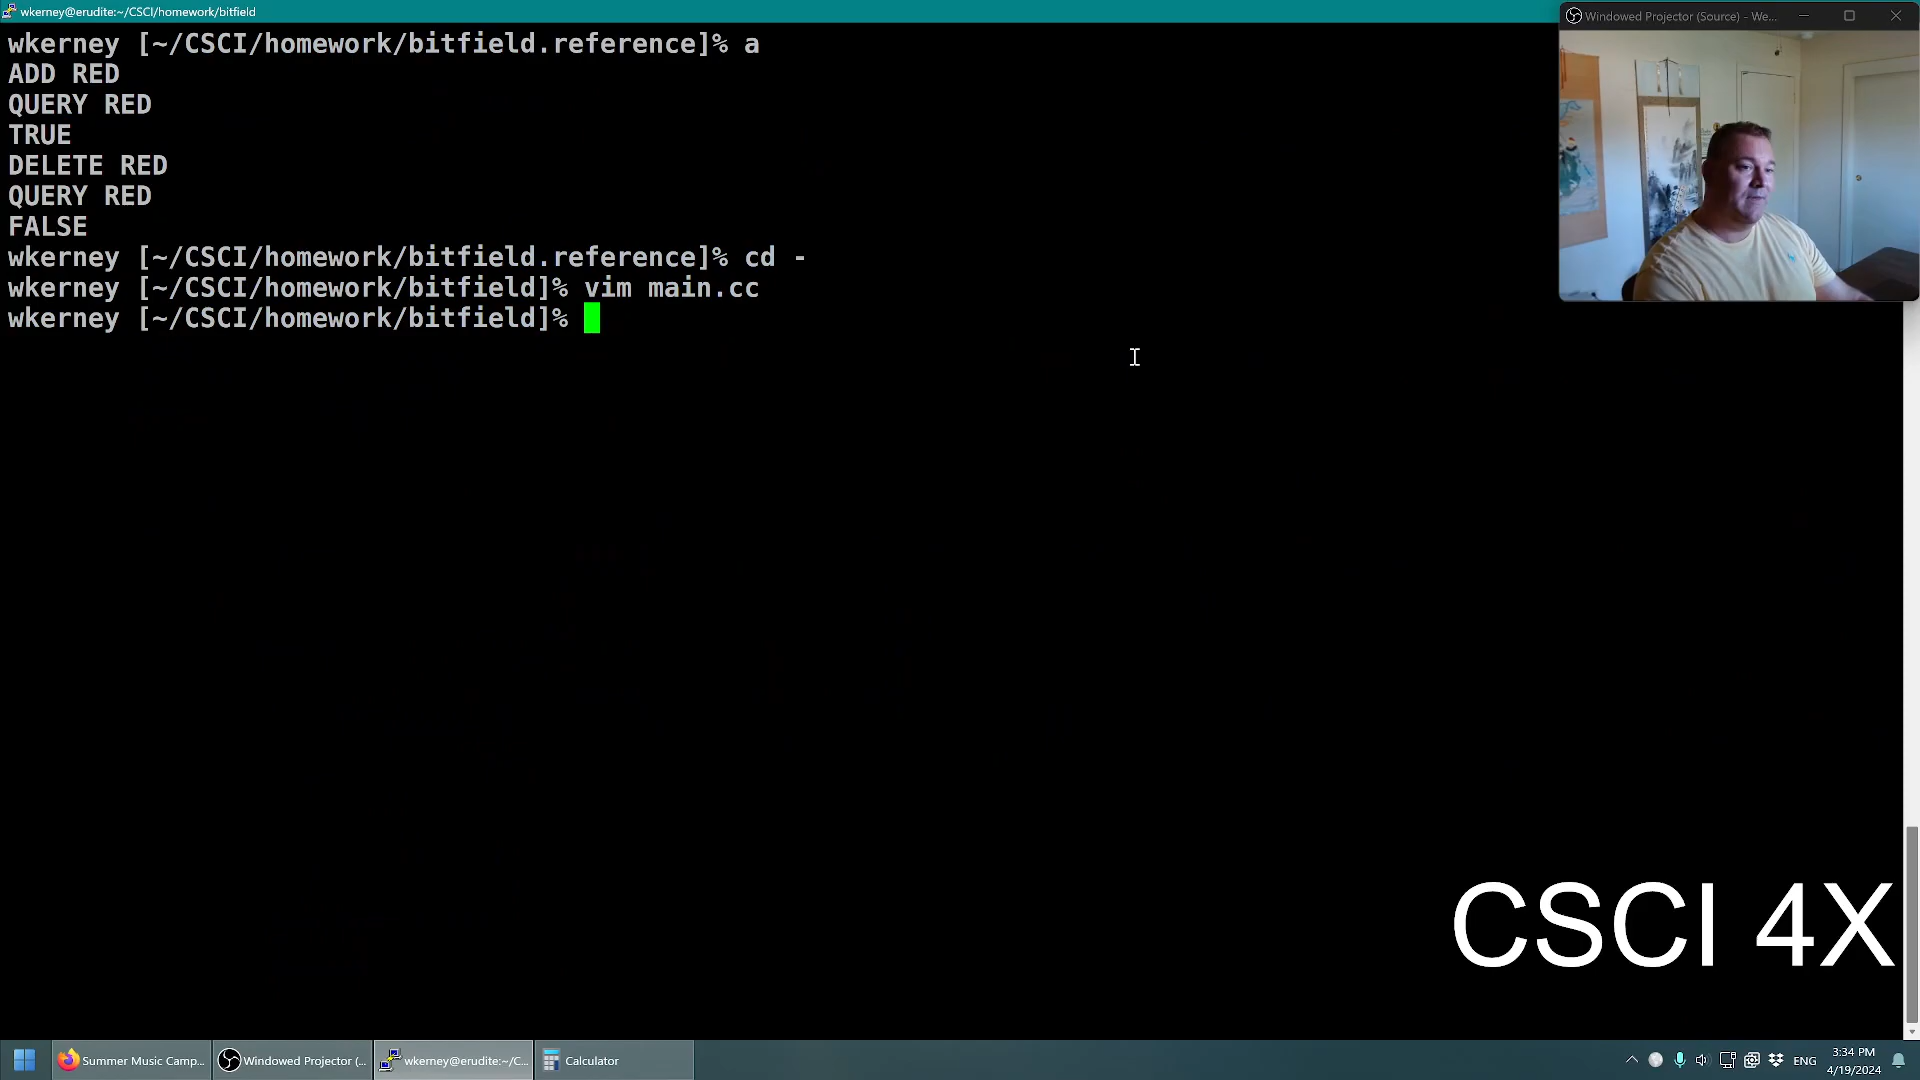 wkerney@erudite:~/CSCI/homework/bitfield
Windowed Projector (Source) - We...
wkerney [~/CSCI/homework/bitfield.reference]% a
ADD RED
QUERY RED
TRUE
DELETE RED
QUERY RED
FALSE
wkerney [~/CSCI/homework/bitfield.reference]% cd -
wkerney [~/CSCI/homework/bitfield]% vim main.cc
wkerney [~/CSCI/homework/bitfield]%
CSCI 4X
Summer Music Camp...
Windowed Projector (...
wkerney@erudite:~/C...
Calculator
ENG
3:34 PM
4/19/2024